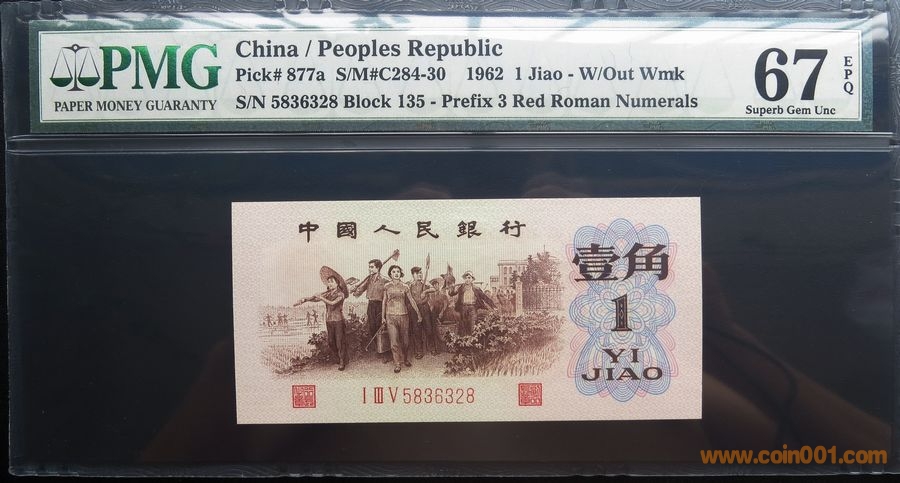 PMG
PAPER MONEY GUARANTY
China / Peoples Republic
Pick# 877a S/M#C284-30 1962 1 Jiao - W/Out Wmk
S/N 5836328 Block 135 - Prefix 3 Red Roman Numerals
67
EPQ
Superb Gem Unc
中國人民銀行
壹角
1
YI
JIAO
I III V 5836328
www.coin001.com